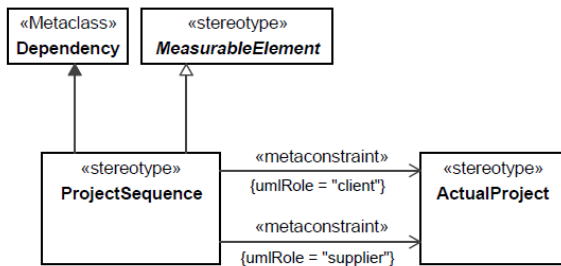 «Metaclass»
Dependency
«stereotype»
MeasurableElement
«stereotype»
ProjectSequence
«metaconstraint»
{umlRole = "client"}
«metaconstraint»
{umlRole = "supplier"}
«stereotype»
ActualProject